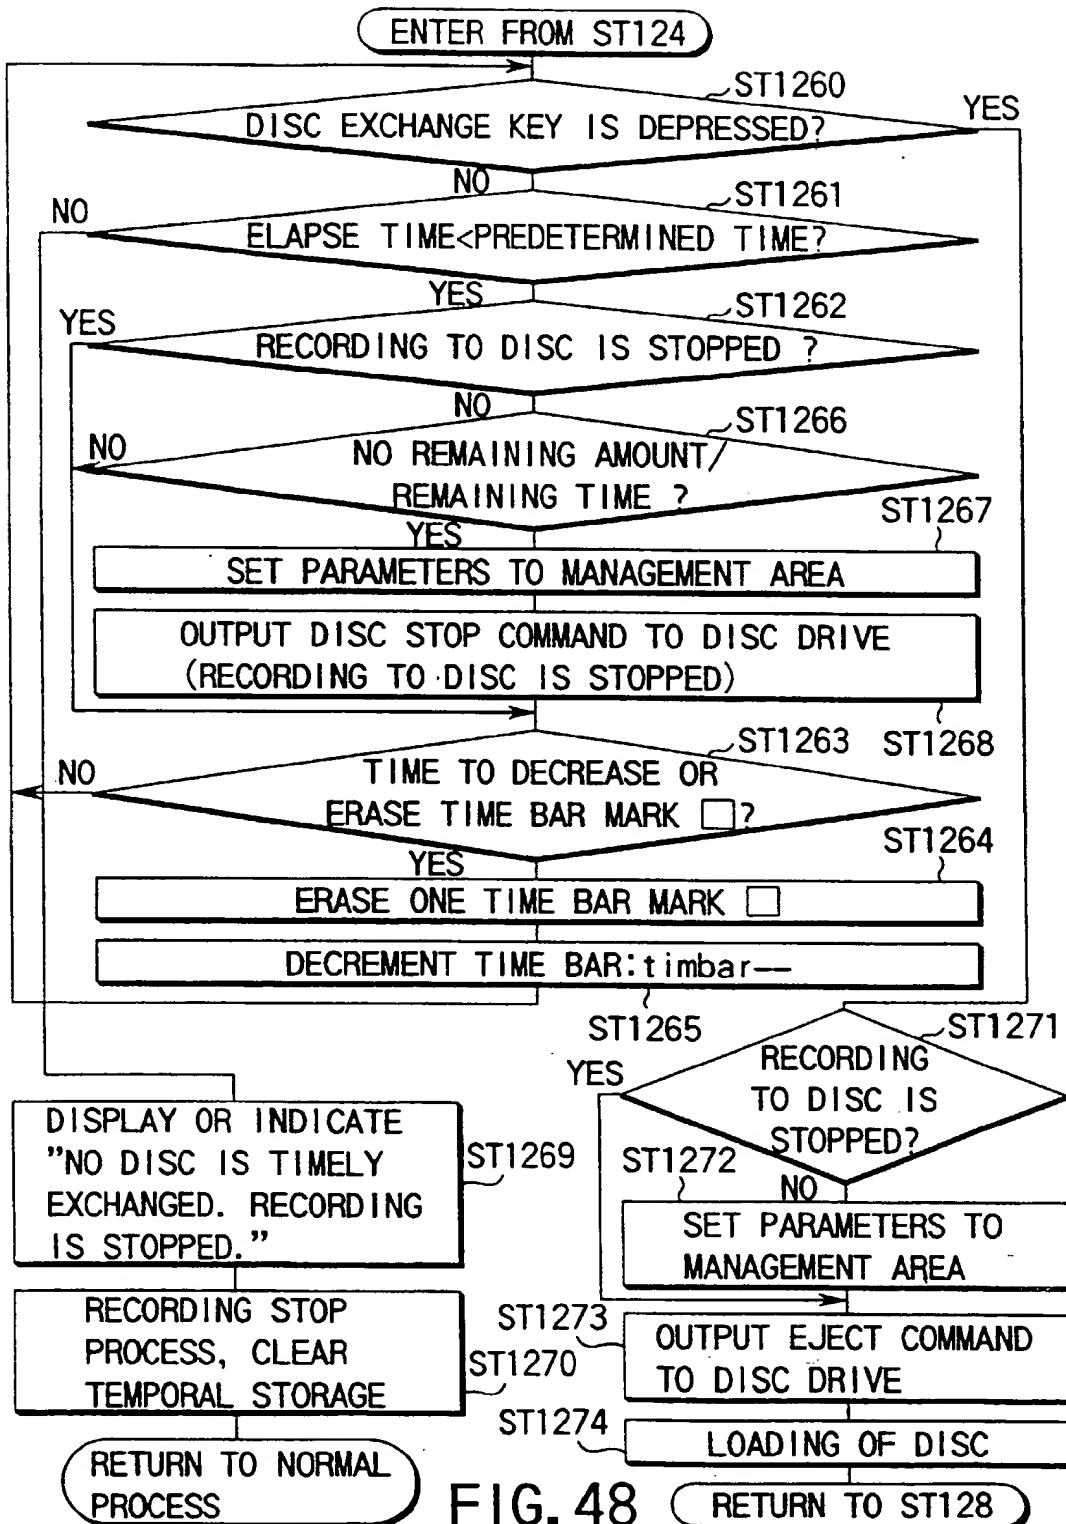 ENTER FROM ST124
ST1260
YES
DISC EXCHANGE KEY IS DEPRESSED?
NO
ST1261
NO
ELAPSE TIME<PREDETERMINED TIME?
YES
ST1262
YES
RECORDING TO DISC IS STOPPED ?
NO
ST1266
NO
NO REMAINING AMOUNT/
REMAINING TIME ?
ST1267
YES
SET PARAMETERS TO MANAGEMENT AREA
OUTPUT DISC STOP COMMAND TO DISC DRIVE
(RECORDING TO DISC IS STOPPED)
ST1268
ST1263
NO
TIME TO DECREASE OR
ERASE TIME BAR MARK □?
ST1264
YES
ERASE ONE TIME BAR MARK □
DECREMENT TIME BAR:timbar--
ST1265
ST1271
YES
RECORDING
TO DISC IS
STOPPED?
DISPLAY OR INDICATE
"NO DISC IS TIMELY
EXCHANGED. RECORDING
IS STOPPED."
ST1269
ST1272
NO
SET PARAMETERS TO
MANAGEMENT AREA
RECORDING STOP
PROCESS, CLEAR
TEMPORAL STORAGE
ST1270
ST1273
OUTPUT EJECT COMMAND
TO DISC DRIVE
ST1274
LOADING OF DISC
RETURN TO NORMAL
PROCESS
FIG. 48
RETURN TO ST128